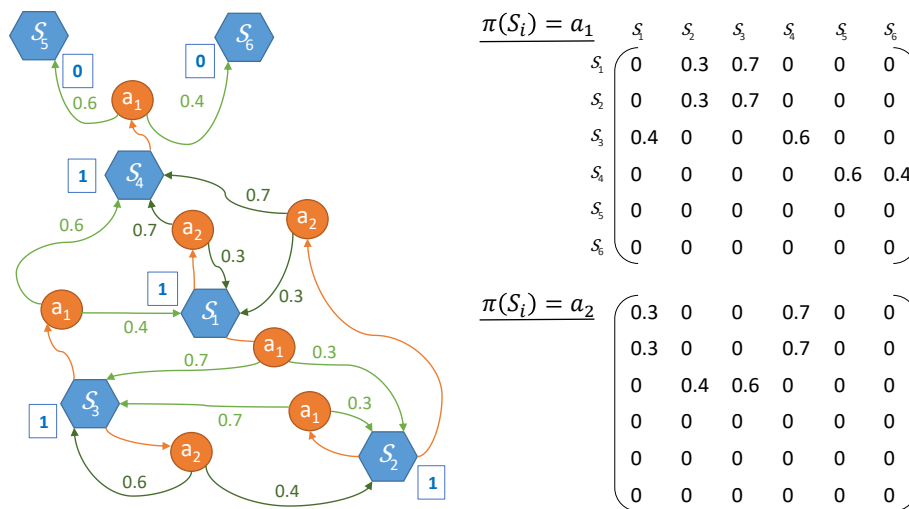 π(Sᵢ) = a₁
S₁ S₂ S₃ S₄ S₅ S₆
S₁ 0 0.3 0.7 0 0 0
S₂ 0 0.3 0.7 0 0 0
S₃ 0.4 0 0 0.6 0 0
S₄ 0 0 0 0 0.6 0.4
S₅ 0 0 0 0 0 0
S₆ 0 0 0 0 0 0
π(Sᵢ) = a₂
0.3 0 0 0.7 0 0
0.3 0 0 0.7 0 0
0 0.4 0.6 0 0 0
0 0 0 0 0 0
0 0 0 0 0 0
0 0 0 0 0 0
S₅
S₆
0
0
0.6
a₁
0.4
1
S₄
0.7
0.6
0.7
a₂
a₂
0.3
1
0.3
a₁
S₁
0.4
a₁
0.3
0.7
S₃
1
a₁
0.3
0.7
a₂
S₂
1
0.6
0.4